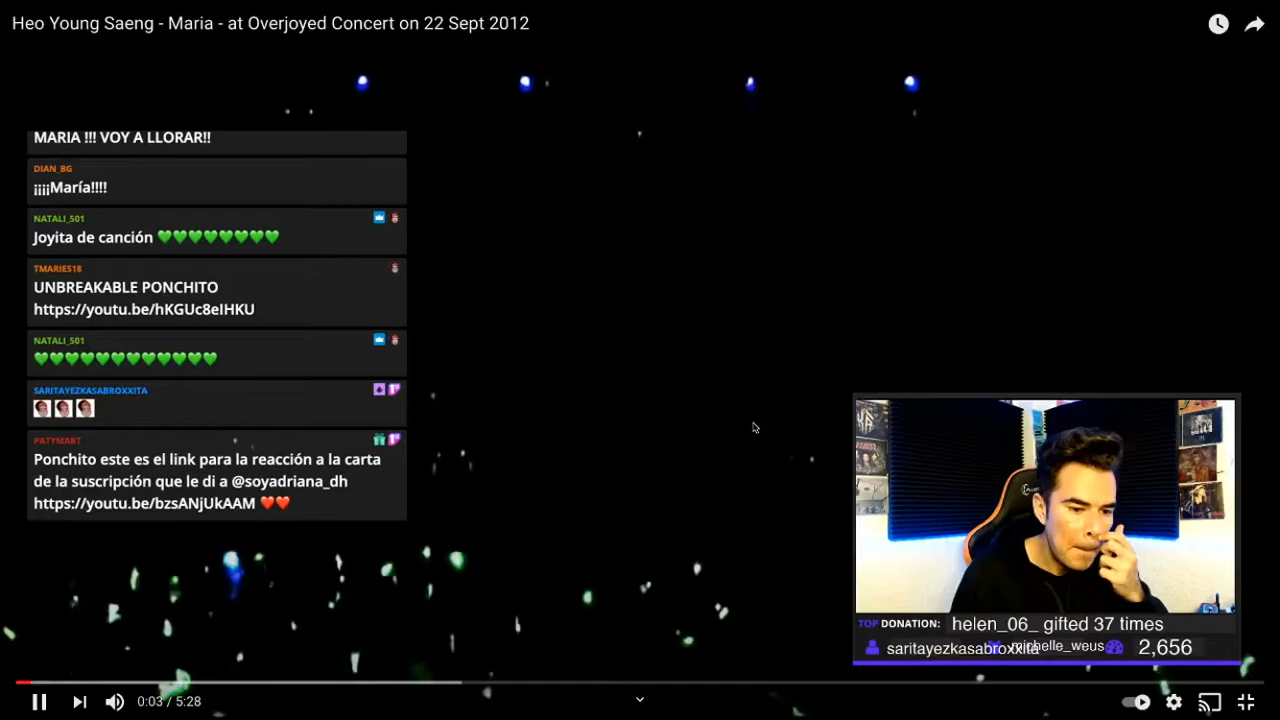 Heo Young Saeng - Maria - at Overjoyed Concert on 22 Sept 2012
MARIA !!! VOY A LLORAR!!
DIAN_BG
¡¡¡¡María!!!!
NATALI_501
Joyita de canción 💚💚💚💚💚💚💚💚
TMARIES18
UNBREAKABLE PONCHITO
https://youtu.be/hKGUc8eIHKU
NATALI_501
💚💚💚💚💚💚💚💚💚💚💚💚
SARITAYEZKASABROXXITA
PATYMART
Ponchito este es el link para la reacción a la carta
de la suscripción que le di a @soyadriana_dh
https://youtu.be/bzsANjUkAAM ❤️❤️
TOP DONATION: helen_06_ gifted 37 times
saritayezkasabroxxita michelle_weus 2,656
0:03 / 5:28